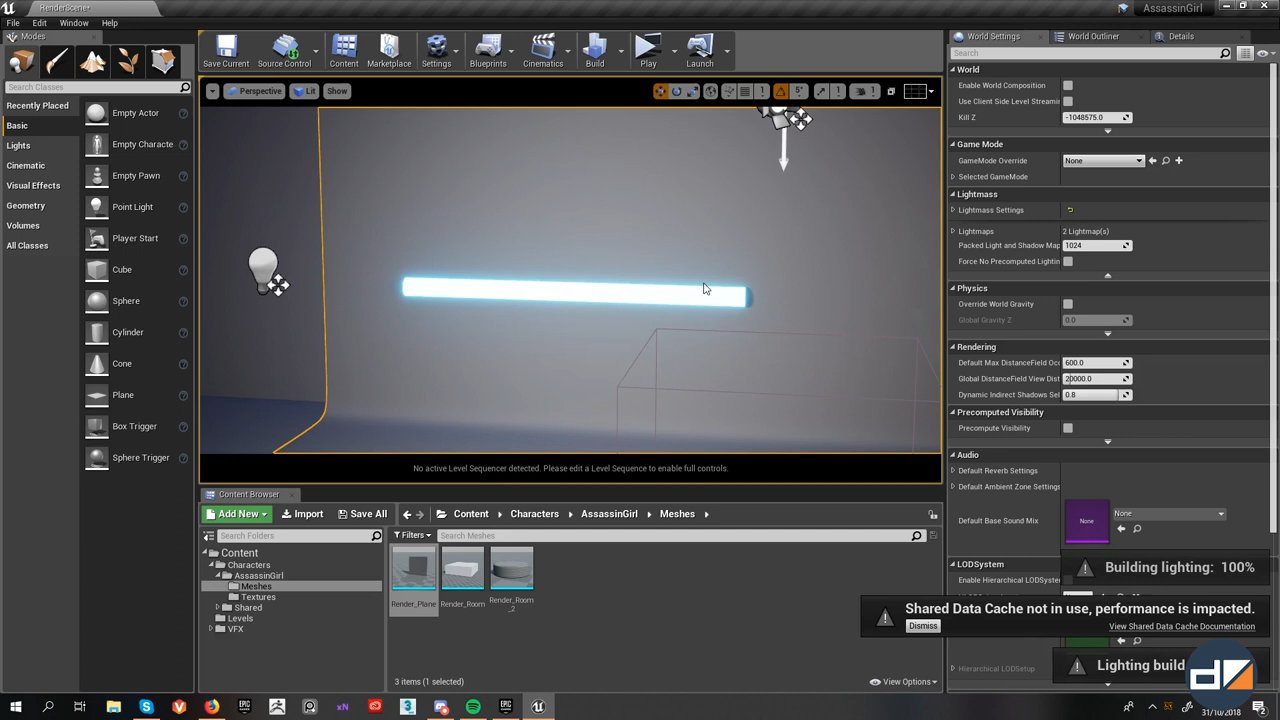 RenderScene*
AssassinGirl
File Edit Window Help
Modes
Search Classes
Recently Placed
Basic
Lights
Cinematic
Visual Effects
Geometry
Volumes
All Classes
Empty Actor
Empty Characte
Empty Pawn
Point Light
Player Start
Cube
Sphere
Cylinder
Cone
Plane
Box Trigger
Sphere Trigger
Save Current Source Control Content Marketplace Settings Blueprints Cinematics Build Play Launch
Perspective Lit Show
1 5° 1 1
No active Level Sequencer detected. Please edit a Level Sequence to enable full controls.
Content Browser
Add New Import Save All Content Characters AssassinGirl Meshes
Filters Search Meshes
Content
Characters
AssassinGirl
Meshes
Textures
Shared
Levels
VFX
Render_Plane
Render_Room
Render_Room
_2
3 items (1 selected)
View Options
World Settings World Outliner Details
Search
World
Enable World Composition
Use Client Side Level Streamin
Kill Z -1048575.0
Game Mode
GameMode Override None
Selected GameMode
Lightmass
Lightmass Settings
Lightmaps 2 Lightmap(s)
Packed Light and Shadow Map 1024
Force No Precomputed Lightin
Physics
Override World Gravity
Global Gravity Z 0.0
Rendering
Default Max DistanceField Occ 600.0
Global DistanceField View Dist 20000.0
Dynamic Indirect Shadows Sel 0.8
Precomputed Visibility
Precompute Visibility
Audio
Default Reverb Settings
Default Ambient Zone Settings
Default Base Sound Mix None None
LODSystem
Enable Hierarchical LODSyster
Building lighting: 100%
Shared Data Cache not in use, performance is impacted.
Dismiss View Shared Data Cache Documentation
Hierarchical LODSetup
Lighting build
31/10/2018